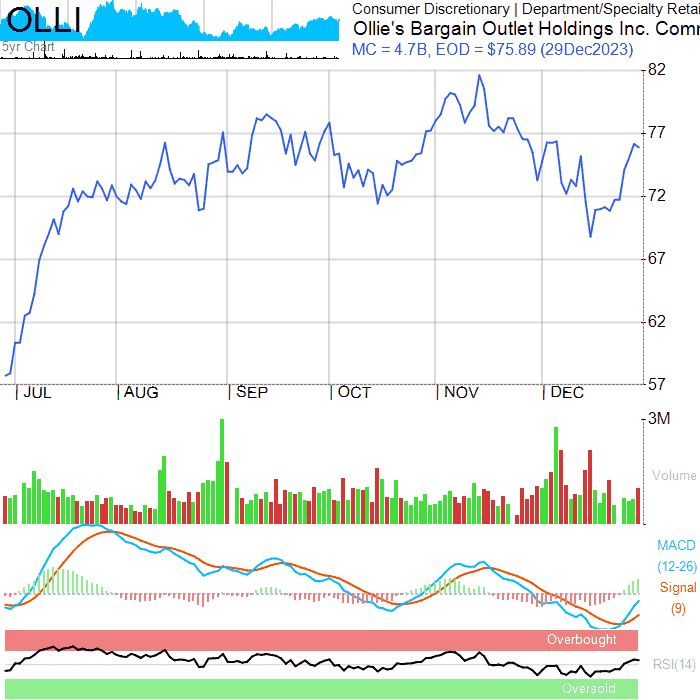 OLLI
5yr Chart
Consumer Discretionary | Department/Specialty Retai
Ollie's Bargain Outlet Holdings Inc. Comm
MC = 4.7B, EOD = $75.89 (29Dec2023)
82
77
72
67
62
57
| JUL | AUG | SEP | OCT | NOV | DEC
3M
Volume
MACD
(12-26)
Signal
(9)
Overbought
RSI(14)
Oversold